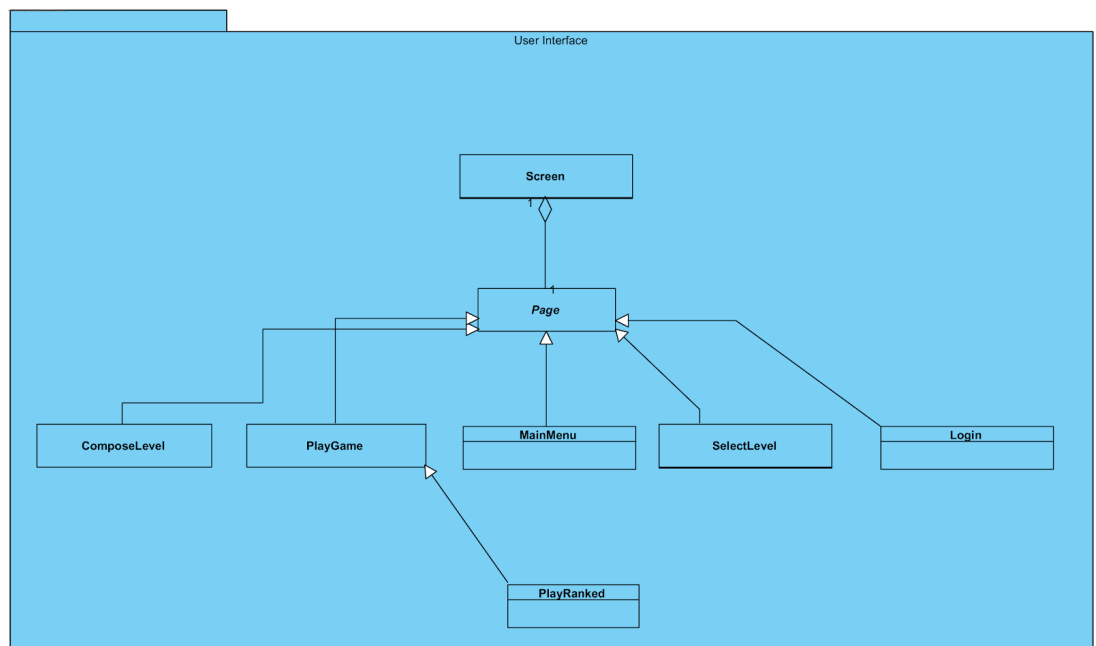 User Interface
Screen
1
1
Page
ComposeLevel
PlayGame
MainMenu
SelectLevel
Login
PlayRanked